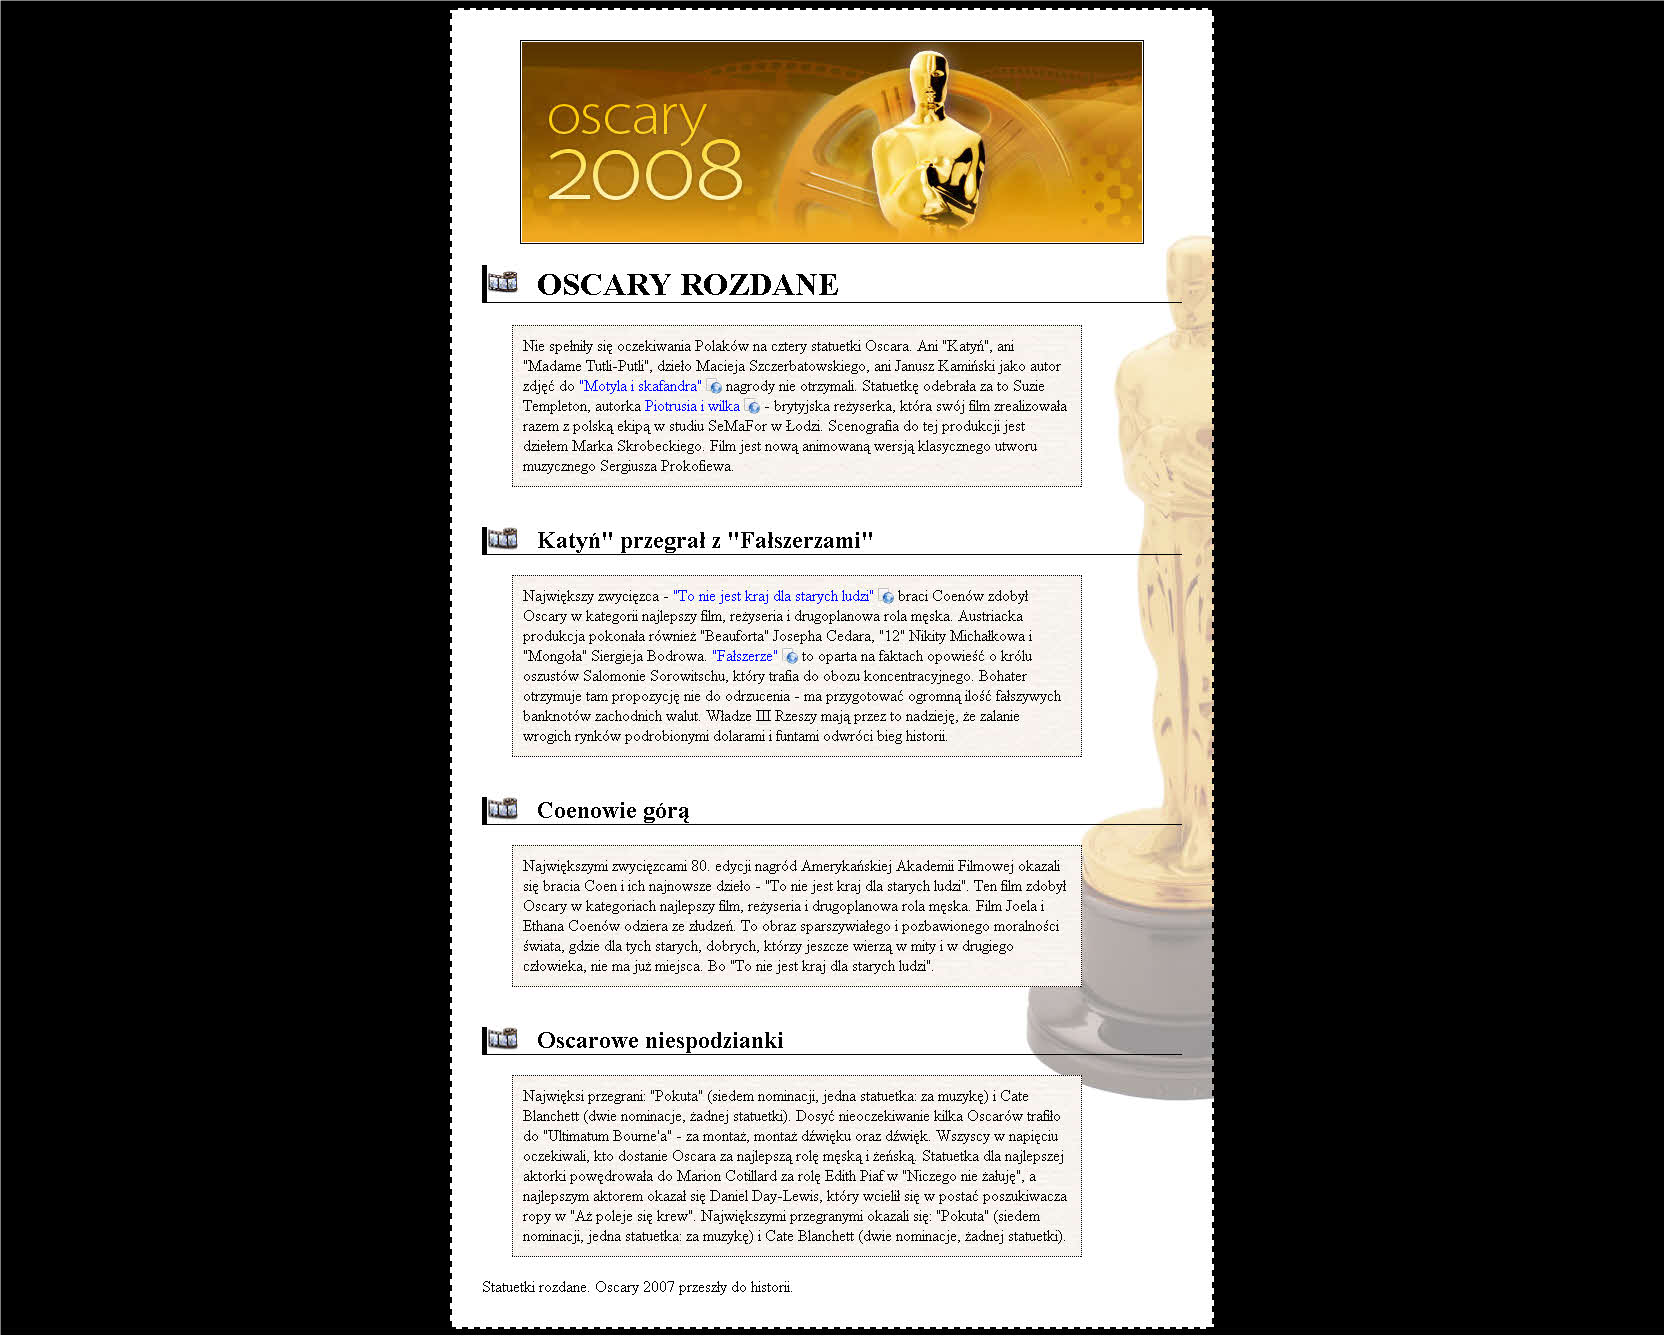 oscary
2008
OSCARY ROZDANE
Nie spełniły się oczekiwania Polaków na cztery statuetki Oscara. Ani "Katyń", ani
"Madame Tutli-Putli", dzieło Macieja Szczerbatowskiego, ani Janusz Kamiński jako autor
zdjęć do "Motyla i skafandra" nagrody nie otrzymali. Statuetkę odebrała za to Suzie
Templeton, autorka Piotrusia i wilka - brytyjska reżyserka, która swój film zrealizowała
razem z polską ekipą w studiu SeMaFor w Łodzi. Scenografia do tej produkcji jest
dziełem Marka Skrobeckiego. Film jest nową animowaną wersją klasycznego utworu
muzycznego Sergiusza Prokofiewa.
Katyń" przegrał z "Fałszerzami"
Największy zwycięzca - "To nie jest kraj dla starych ludzi" braci Coenów zdobył
Oscary w kategorii najlepszy film, reżyseria i drugoplanowa rola męska. Austriacka
produkcja pokonała również "Beauforta" Josepha Cedara, "12" Nikity Michałkowa i
"Mongoła" Siergieja Bodrowa. "Fałszerze" to oparta na faktach opowieść o królu
oszustów Salomonie Sorowitschu, który trafia do obozu koncentracyjnego. Bohater
otrzymuje tam propozycję nie do odrzucenia - ma przygotować ogromną ilość fałszywych
banknotów zachodnich walut. Władze III Rzeszy mają przez to nadzieję, że zalanie
wrogich rynków podrobionymi dolarami i funtami odwróci bieg historii.
Coenowie górą
Największymi zwycięzcami 80. edycji nagród Amerykańskiej Akademii Filmowej okazali
się bracia Coen i ich najnowsze dzieło - "To nie jest kraj dla starych ludzi". Ten film zdobył
Oscary w kategoriach najlepszy film, reżyseria i drugoplanowa rola męska. Film Joela i
Ethana Coenów odziera ze złudzeń. To obraz sparszywiałego i pozbawionego moralności
świata, gdzie dla tych starych, dobrych, którzy jeszcze wierzą w mity i w drugiego
człowieka, nie ma już miejsca. Bo "To nie jest kraj dla starych ludzi".
Oscarowe niespodzianki
Najwięksi przegrani: "Pokuta" (siedem nominacji, jedna statuetka: za muzykę) i Cate
Blanchett (dwie nominacje, żadnej statuetki). Dosyć nieoczekiwanie kilka Oscarów trafiło
do "Ultimatum Bourne'a" - za montaż, montaż dźwięku oraz dźwięk. Wszyscy w napięciu
oczekiwali, kto dostanie Oscara za najlepszą rolę męską i żeńską. Statuetka dla najlepszej
aktorki powędrowała do Marion Cotillard za rolę Edith Piaf w "Niczego nie żałuję", a
najlepszym aktorem okazał się Daniel Day-Lewis, który wcielił się w postać poszukiwacza
ropy w "Aż poleje się krew". Największymi przegranymi okazali się: "Pokuta" (siedem
nominacji, jedna statuetka: za muzykę) i Cate Blanchett (dwie nominacje, żadnej statuetki).
Statuetki rozdane. Oscary 2007 przeszły do historii.